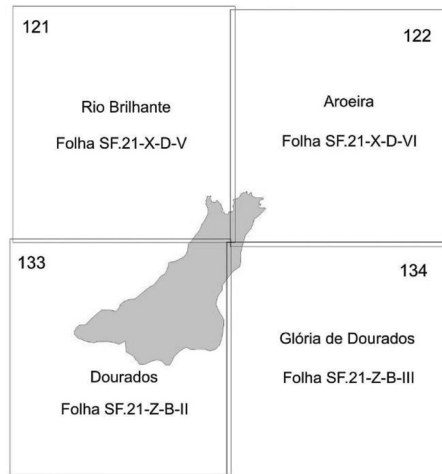 121
Rio Brilhante
Folha SF.21-X-D-V
122
Aroeira
Folha SF.21-X-D-VI
133
Dourados
Folha SF.21-Z-B-II
134
Glória de Dourados
Folha SF.21-Z-B-III